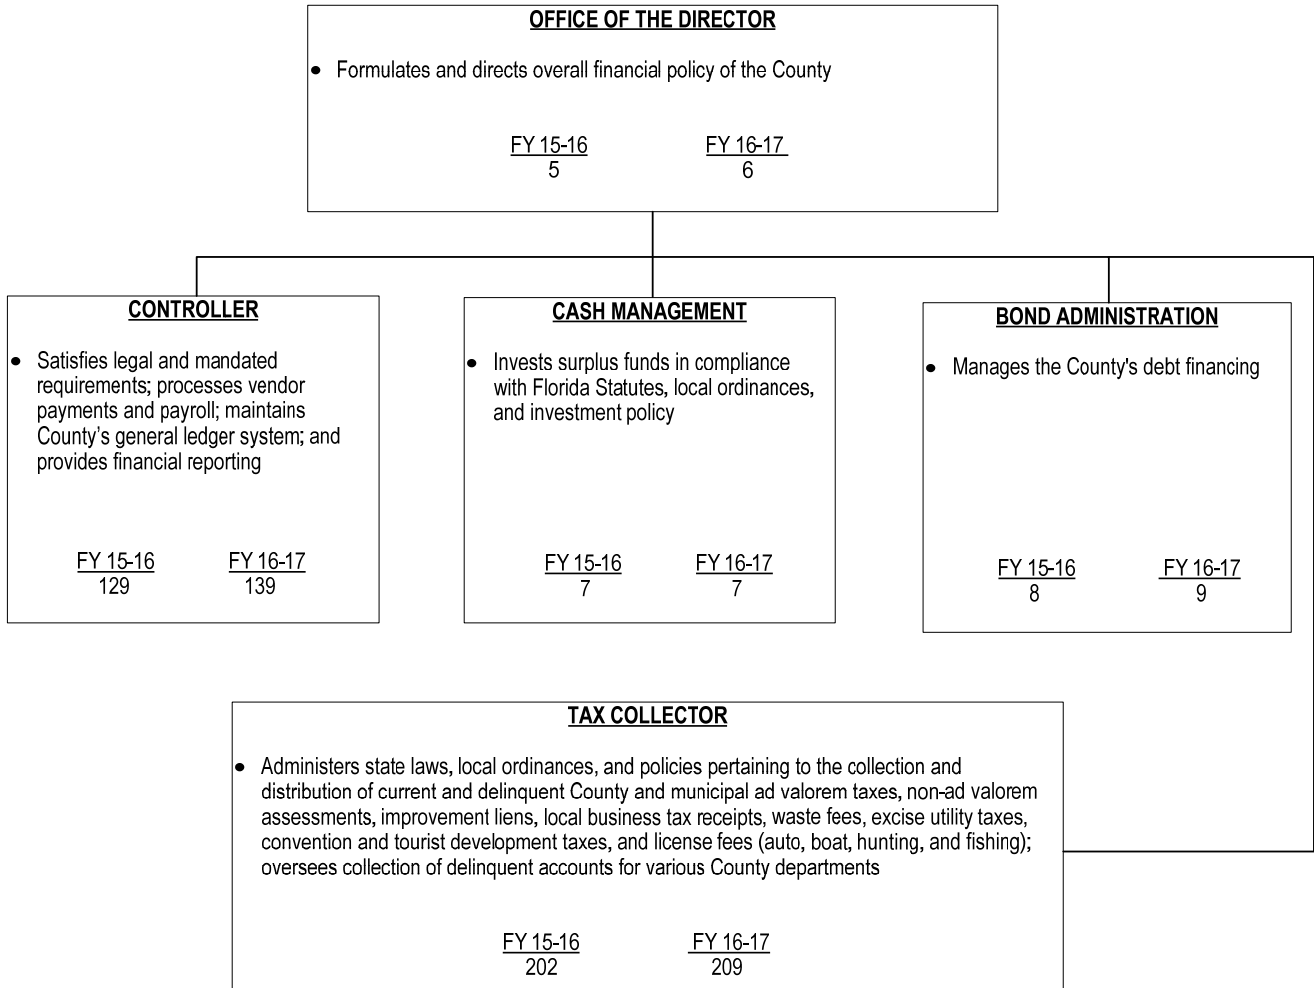 OFFICE OF THE DIRECTOR
• Formulates and directs overall financial policy of the County
FY 15-16 FY 16-17
5 6
CONTROLLER
• Satisfies legal and mandated
requirements; processes vendor
payments and payroll; maintains
County's general ledger system; and
provides financial reporting
FY 15-16 FY 16-17
129 139
CASH MANAGEMENT
• Invests surplus funds in compliance
with Florida Statutes, local ordinances,
and investment policy
FY 15-16 FY 16-17
7 7
BOND ADMINISTRATION
• Manages the County's debt financing
FY 15-16 FY 16-17
8 9
TAX COLLECTOR
• Administers state laws, local ordinances, and policies pertaining to the collection and
distribution of current and delinquent County and municipal ad valorem taxes, non-ad valorem
assessments, improvement liens, local business tax receipts, waste fees, excise utility taxes,
convention and tourist development taxes, and license fees (auto, boat, hunting, and fishing);
oversees collection of delinquent accounts for various County departments
FY 15-16 FY 16-17
202 209